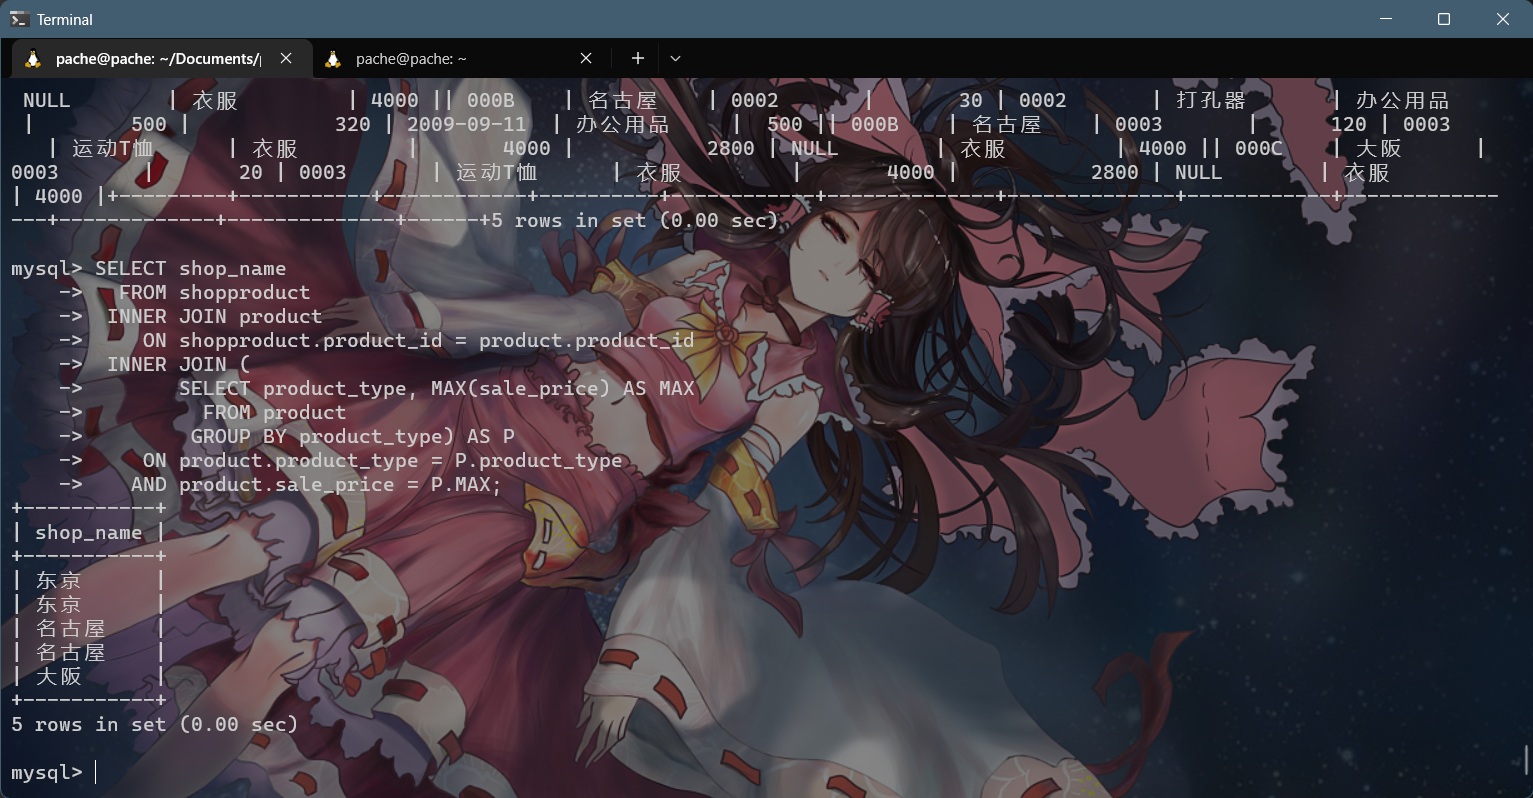 Terminal
pache@pache: ~/Documents/p pache@pache: ~
NULL | 衣服 | 4000 || 000B | 名古屋 | 0002 | 30 | 0002 | 打孔器 | 办公用品
| 500 | 320 | 2009-09-11 | 办公用品 | 500 || 000B | 名古屋 | 0003 | 120 | 0003
| 运动T恤 | 衣服 | 4000 | 2800 | NULL | 衣服 | 4000 || 000C | 大阪 |
0003 | 20 | 0003 | 运动T恤 | 衣服 | 4000 | 2800 | NULL | 衣服
| 4000 |+---------+-----------+------------+----------+------------+--------------+--------------+------------+-------------
---+-------------+--------------+------+5 rows in set (0.00 sec)
mysql> SELECT shop_name
-> FROM shopproduct
-> INNER JOIN product
-> ON shopproduct.product_id = product.product_id
-> INNER JOIN (
-> SELECT product_type, MAX(sale_price) AS MAX
-> FROM product
-> GROUP BY product_type) AS P
-> ON product.product_type = P.product_type
-> AND product.sale_price = P.MAX;
+-----------+
| shop_name |
+-----------+
| 东京 |
| 东京 |
| 名古屋 |
| 名古屋 |
| 大阪 |
+-----------+
5 rows in set (0.00 sec)
mysql>